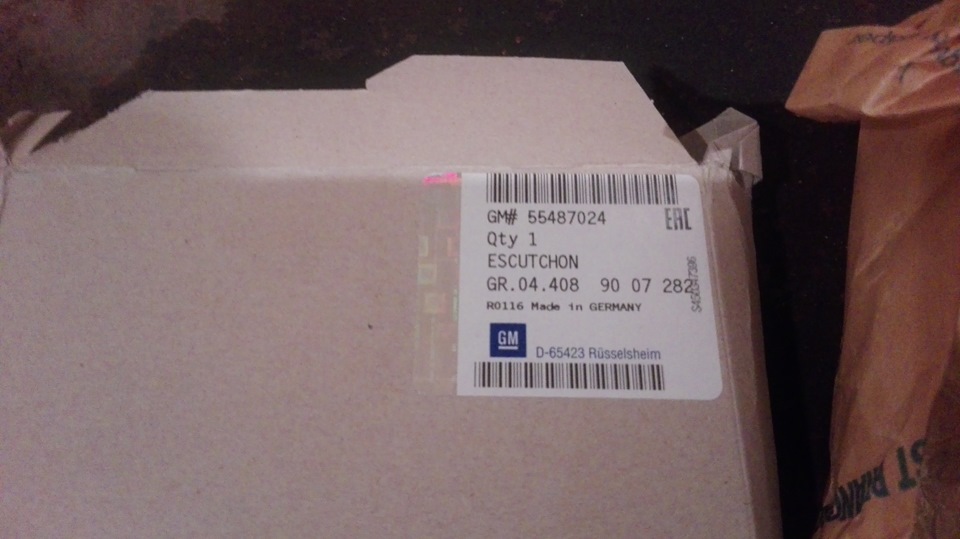 GM# 55487024
EAC
Qty 1
ESCUTCHON
GR.04.408 90 07 282
R0116 Made in GERMANY
GM
D-65423 Rüsselsheim